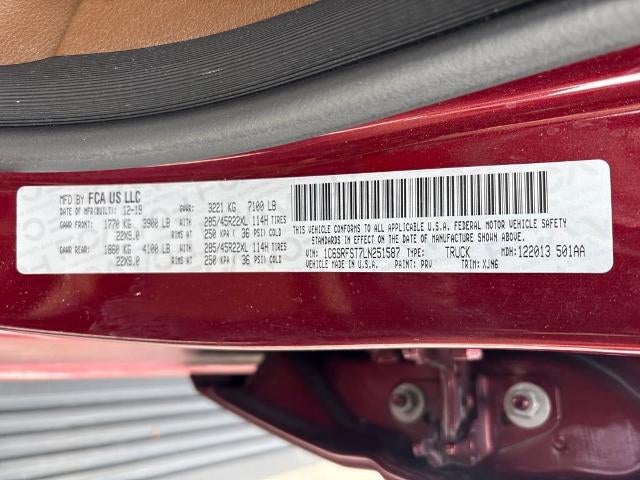 MFD BY FCA US LLC
DATE OF MFR(BUILT): 12-19 GVWR: 3221 KG 7100 LB
GAWR FRONT: 1770 KG 3900 LB WITH 285/45R22XL 114H TIRES
22X9.0 RIMS AT 250 KPA ( 36 PSI) COLD
GAWR REAR: 1860 KG 4100 LB WITH 285/45R22XL 114H TIRES
22X9.0 RIMS AT 250 KPA ( 36 PSI) COLD
THIS VEHICLE CONFORMS TO ALL APPLICABLE U.S.A. FEDERAL MOTOR VEHICLE SAFETY
STANDARDS IN EFFECT ON THE DATE OF MANUFACTURE SHOWN ABOVE.
VIN: 1C6SRFST7LN251587 TYPE: TRUCK MDH: 122013 501AA
VEHICLE MADE IN U.S.A. PAINT: PRV TRIM: XJN6